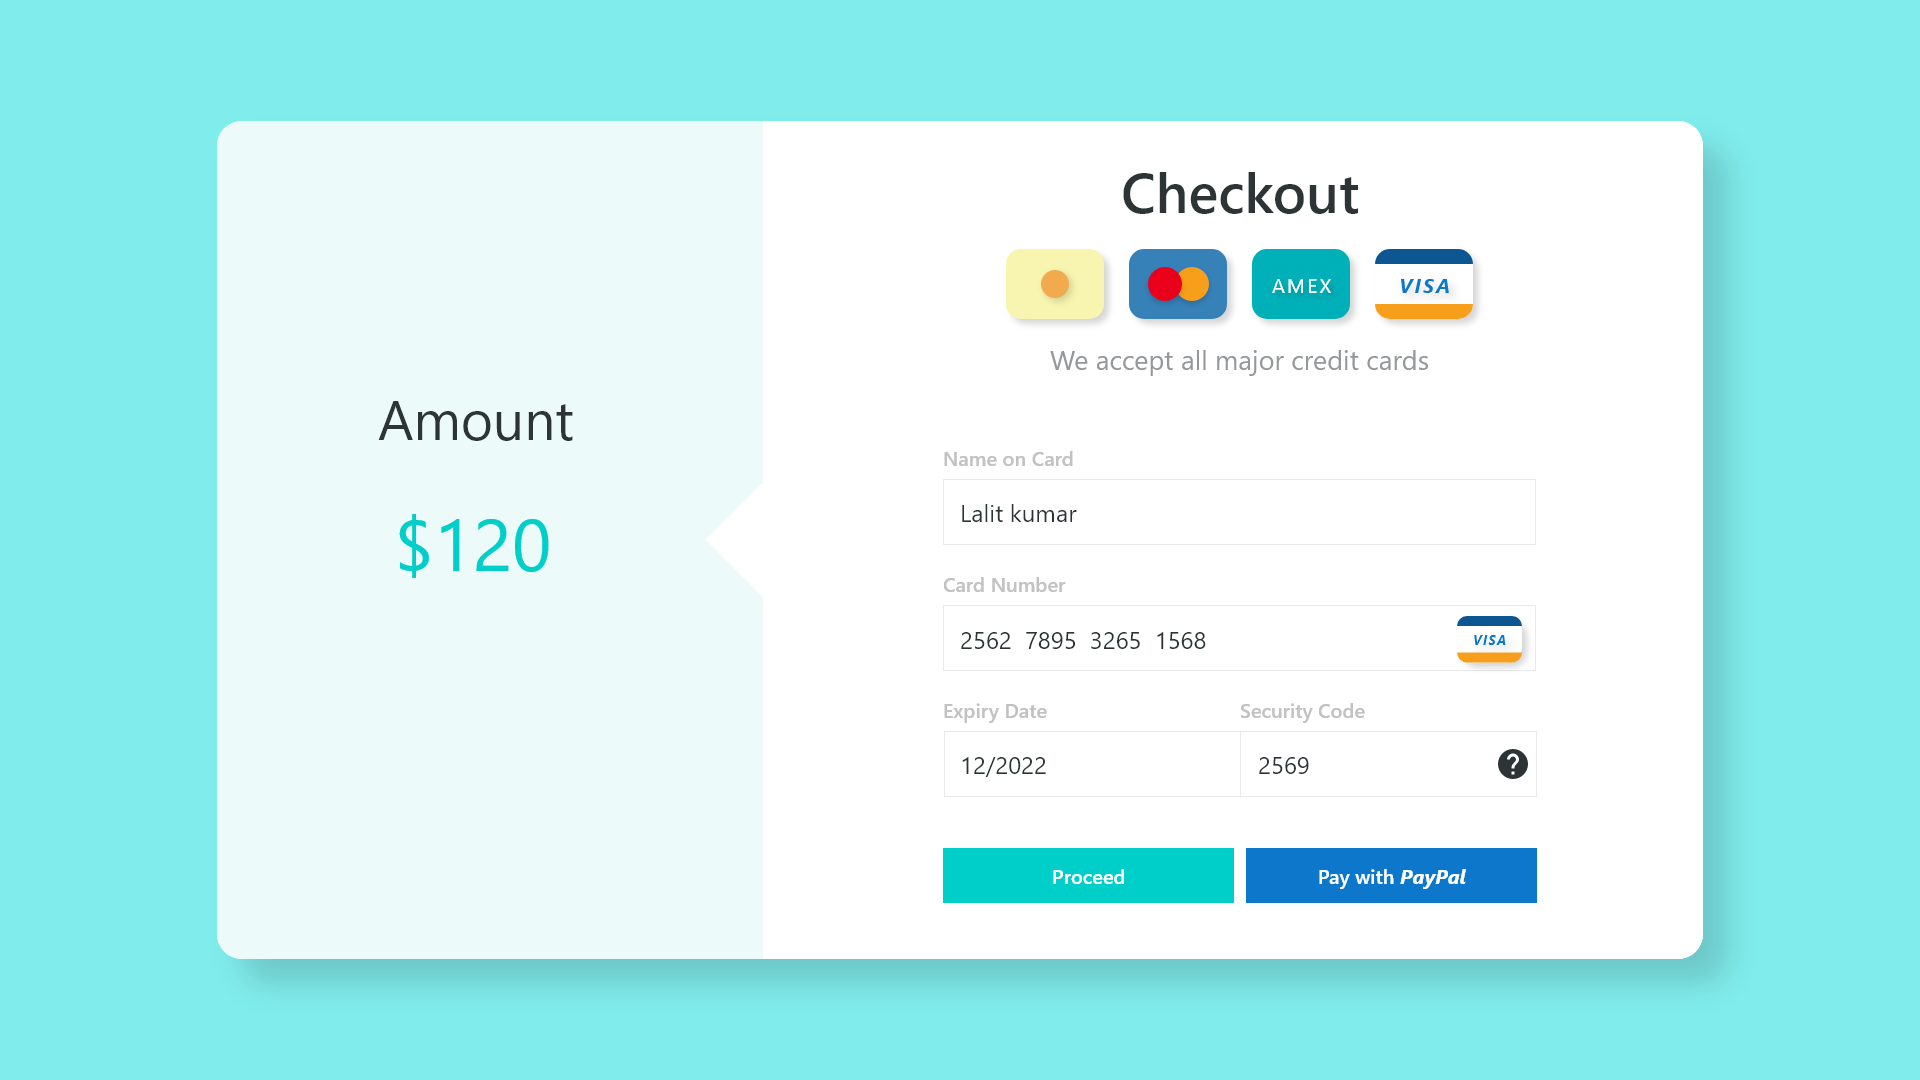 Amount
$120
Checkout
AMEX
VISA
We accept all major credit cards
Name on Card
Lalit kumar
Card Number
2562 7895 3265 1568
VISA
Expiry Date
Security Code
12/2022
2569
?
Proceed
Pay with PayPal